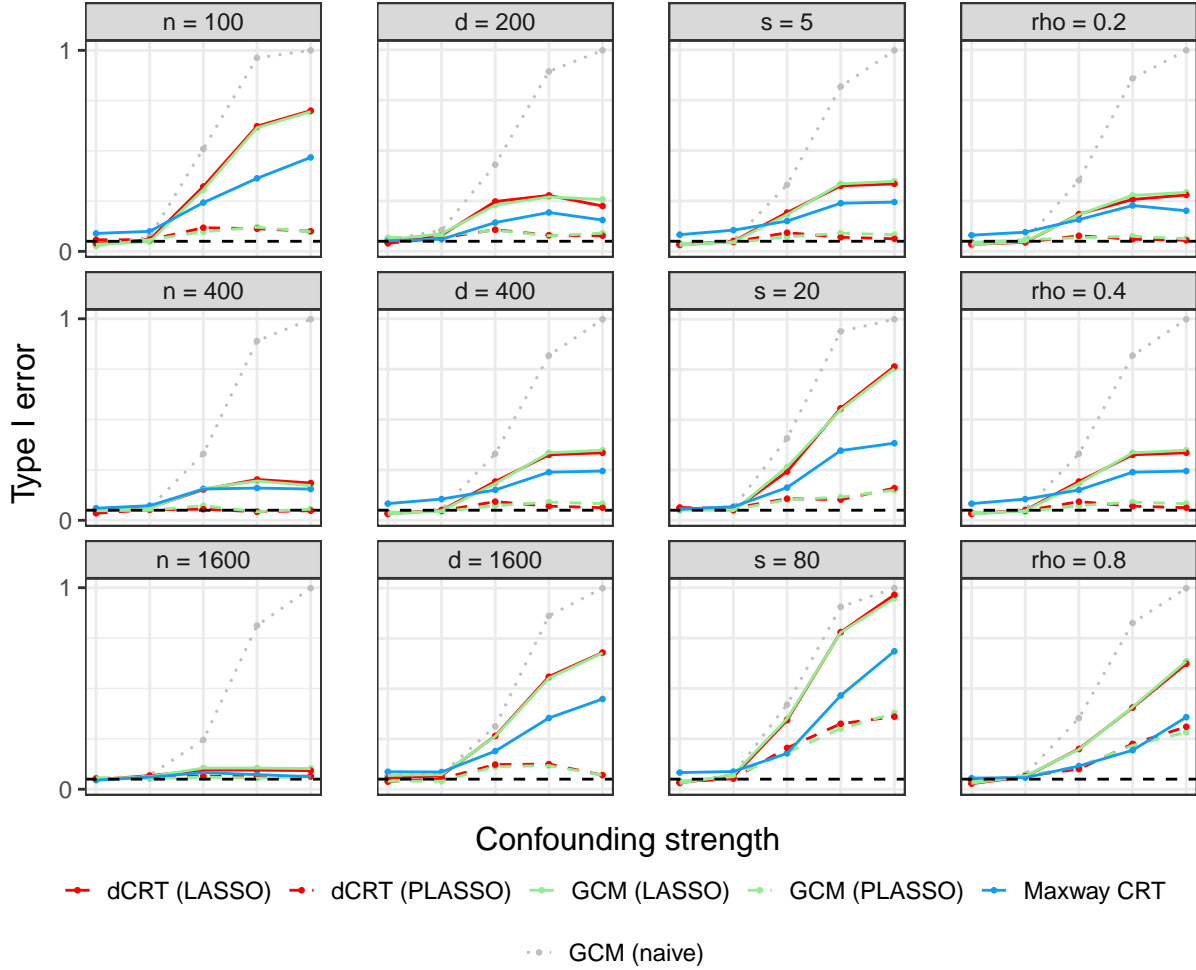 n = 100
d = 200
s = 5
rho = 0.2
1
0
n = 400
d = 400
s = 20
rho = 0.4
1
0
Type I error
n = 1600
d = 1600
s = 80
rho = 0.8
1
0
Confounding strength
dCRT (LASSO)
dCRT (PLASSO)
GCM (LASSO)
GCM (PLASSO)
Maxway CRT
GCM (naive)